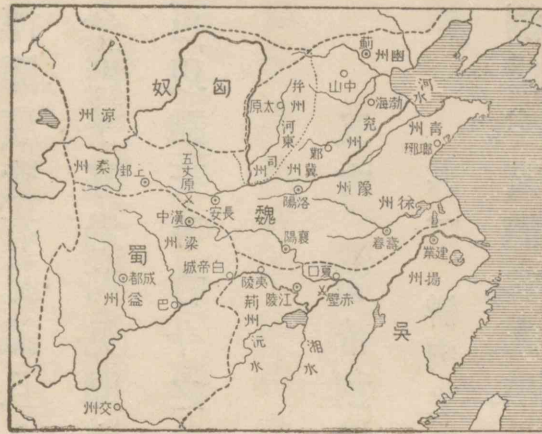 匈奴
幽州
薊
中山
并州
太原
河東
司州
渤海
河水
兗州
冀州
鄴
青州
瑯琊
涼州
秦州
上邽
五丈原
長安
洛陽
豫州
徐州
魏
漢中
梁州
襄陽
壽春
建業
揚州
蜀
成都
益州
巴
白帝城
夷陵
荊州
江陵
夏口
赤壁
吳
沅水
湘水
交州